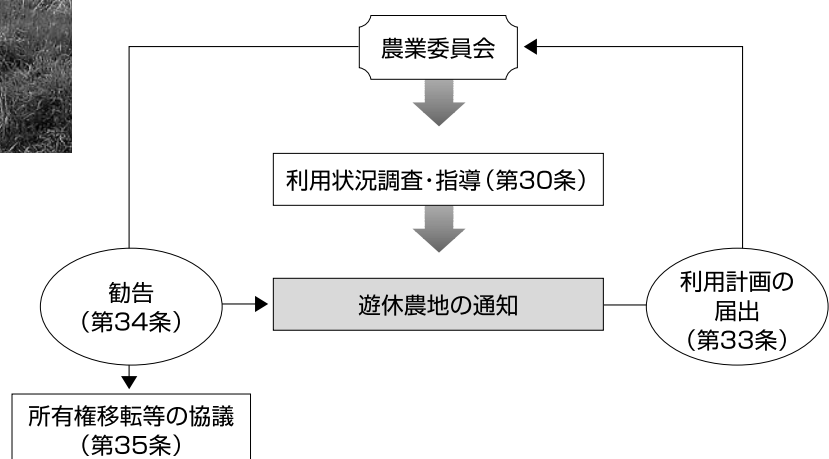 農業委員会
利用状況調査・指導（第30条）
勧告
（第34条）
遊休農地の通知
利用計画の
届出
（第33条）
所有権移転等の協議
（第35条）